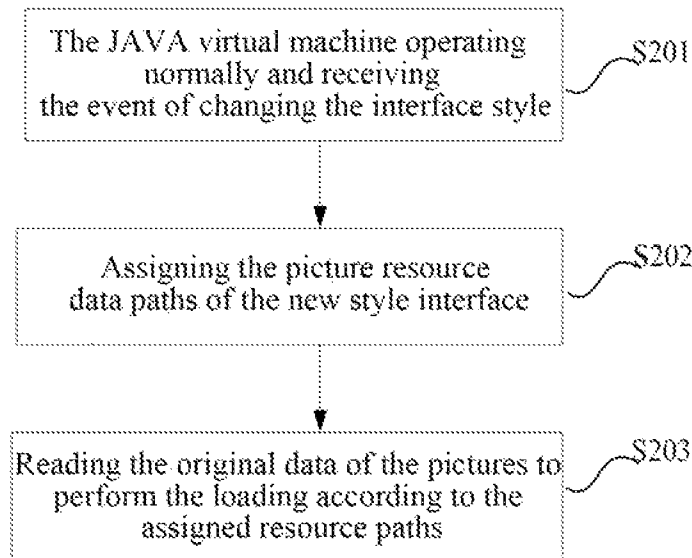 The JAVA virtual machine operating
normally and receiving
the event of changing the interface style
S201
Assigning the picture resource
data paths of the new style interface
S202
Reading the original data of the pictures to
perform the loading according to the
assigned resource paths
S203